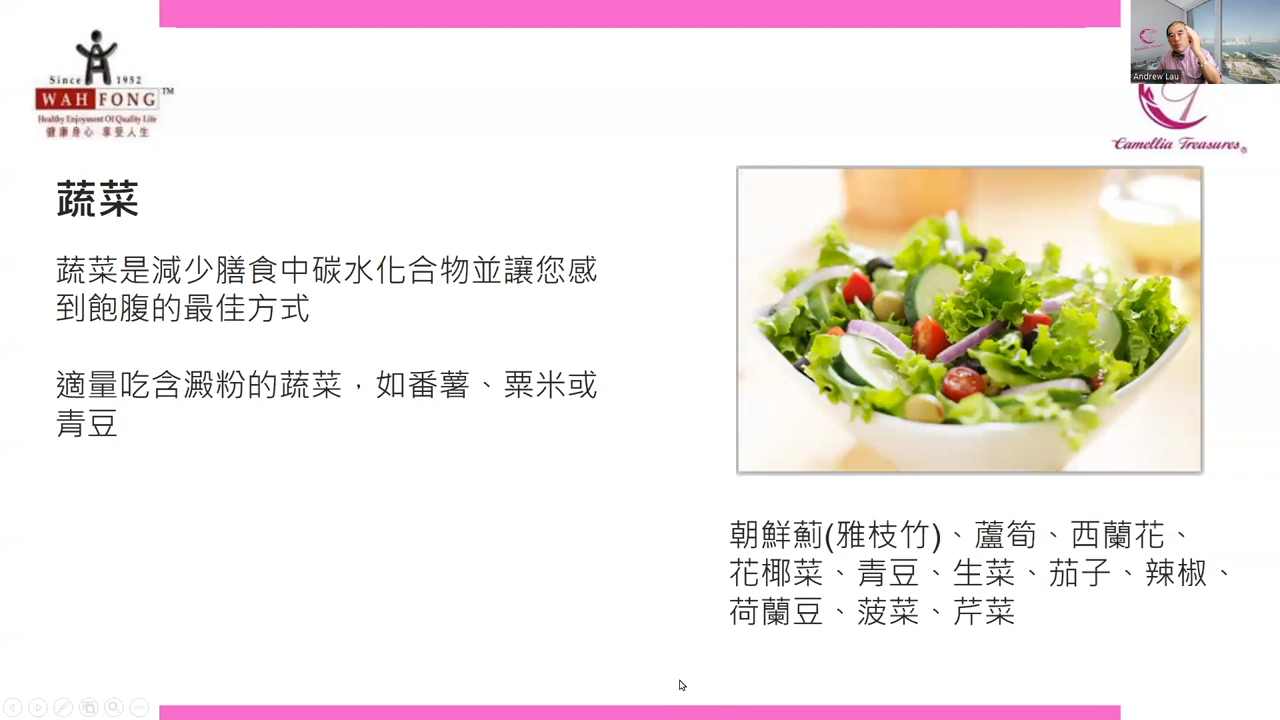 Since 1952
WAH FONG TM
Healthy Enjoyment Of Quality Life
健康身心 享受人生
Andrew Lau
Camellia Treasures®
蔬菜
蔬菜是減少膳食中碳水化合物並讓您感
到飽腹的最佳方式
適量吃含澱粉的蔬菜，如番薯、粟米或
青豆
朝鮮薊(雅枝竹)、蘆筍、西蘭花、
花椰菜、青豆、生菜、茄子、辣椒、
荷蘭豆、菠菜、芹菜